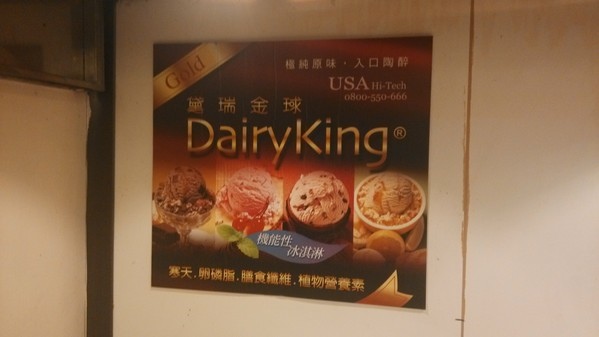 Gold
極純原味・入口陶醉
USA Hi-Tech
0800-550-666
黛瑞金球
DairyKing®
機能性
冰淇淋
寒天.卵磷脂.膳食纖維.植物營養素